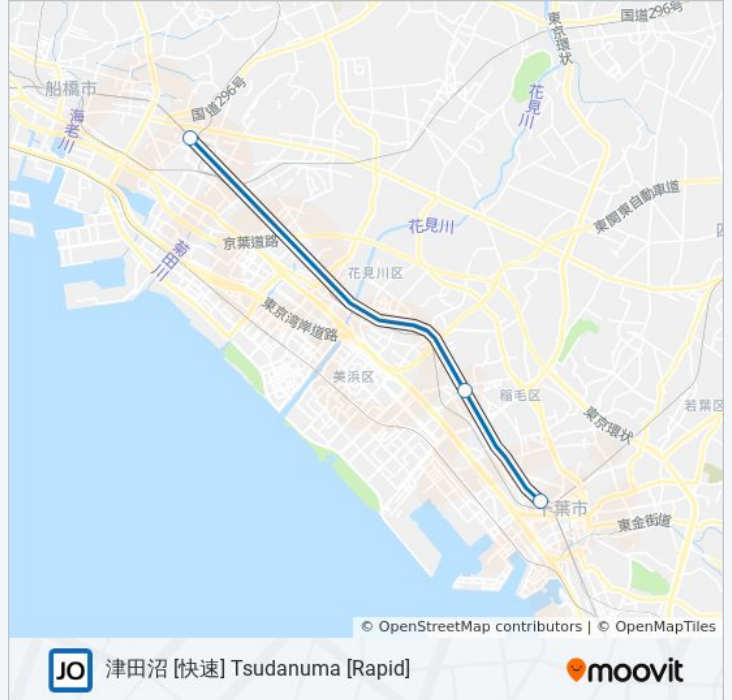 国道296号
東京環状
船橋市
国道296号
花見川
海老川
東関東自動車道
花見川
京葉道路
菊田川
花見川区
東京湾岸道路
美浜区
稲毛区
若葉区
東京環状
葉市
東金街道
© OpenStreetMap contributors | © OpenMapTiles
JO 津田沼 [快速] Tsudanuma [Rapid]
moovit